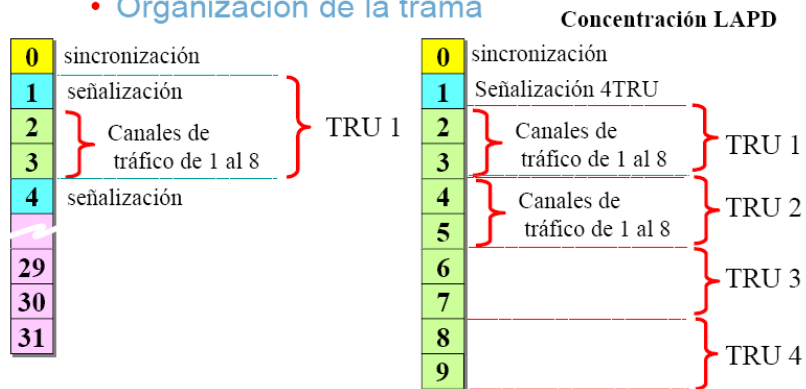 • Organización de la trama
0 sincronización
1 señalización
2
3
Canales de
tráfico de 1 al 8
TRU 1
4 señalización
29
30
31
Concentración LAPD
0 sincronización
1 Señalización 4TRU
2
3
Canales de
tráfico de 1 al 8
TRU 1
4
5
Canales de
tráfico de 1 al 8
TRU 2
6
7
TRU 3
8
9
TRU 4